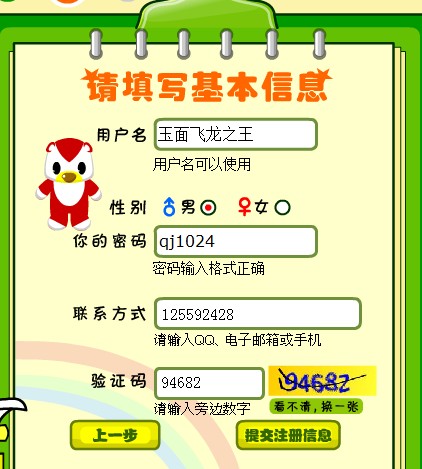 请填写基本信息
用户名 玉面飞龙之王
用户名可以使用
性别 男 女
你的密码 qj1024
密码输入格式正确
联系方式 125592428
请输入QQ、电子邮箱或手机
验证码 94682 94682
请输入旁边数字 看不清,换一张
上一步 提交注册信息